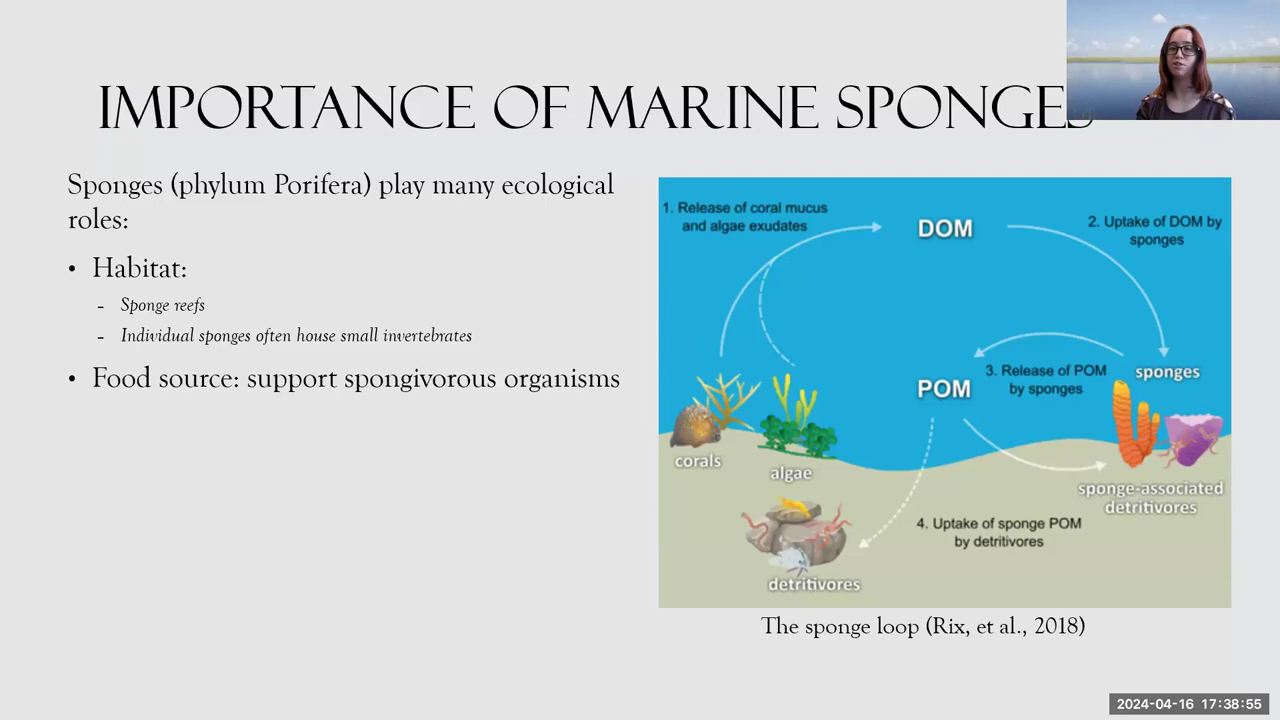 IMPORTANCE OF MARINE SPONGES
Sponges (phylum Porifera) play many ecological
roles:
• Habitat:
- Sponge reefs
- Individual sponges often house small invertebrates
• Food source: support spongivorous organisms
1. Release of coral mucus
and algae exudates
DOM
2. Uptake of DOM by
sponges
POM
3. Release of POM
by sponges
sponges
corals
algae
sponge-associated
detritivores
4. Uptake of sponge POM
by detritivores
detritivores
The sponge loop (Rix, et al., 2018)
2024-04-16 17:38:55